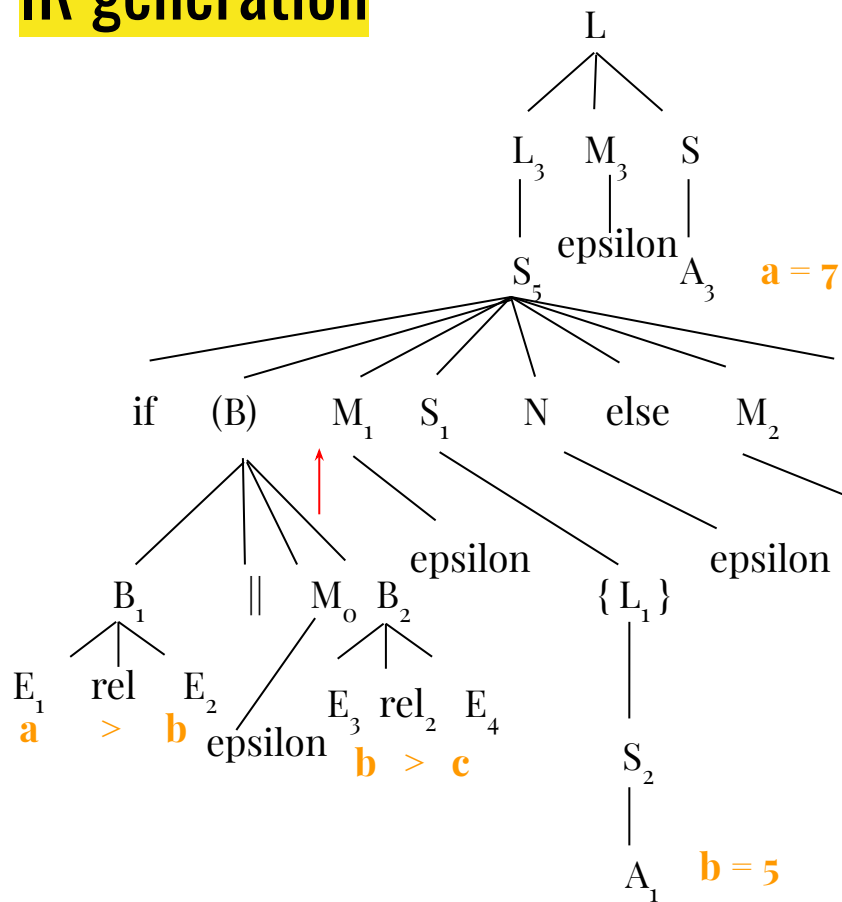 IR generation
L
L₃ M₃ S
epsilon
S₅ A₃ a = 7
if (B) M₁ S₁ N else M₂
epsilon epsilon
B₁ || M₀ B₂ { L₁ }
E₁ rel E₂
E₃ rel₂ E₄
a > b epsilon
b > c
S₂
A₁ b = 5